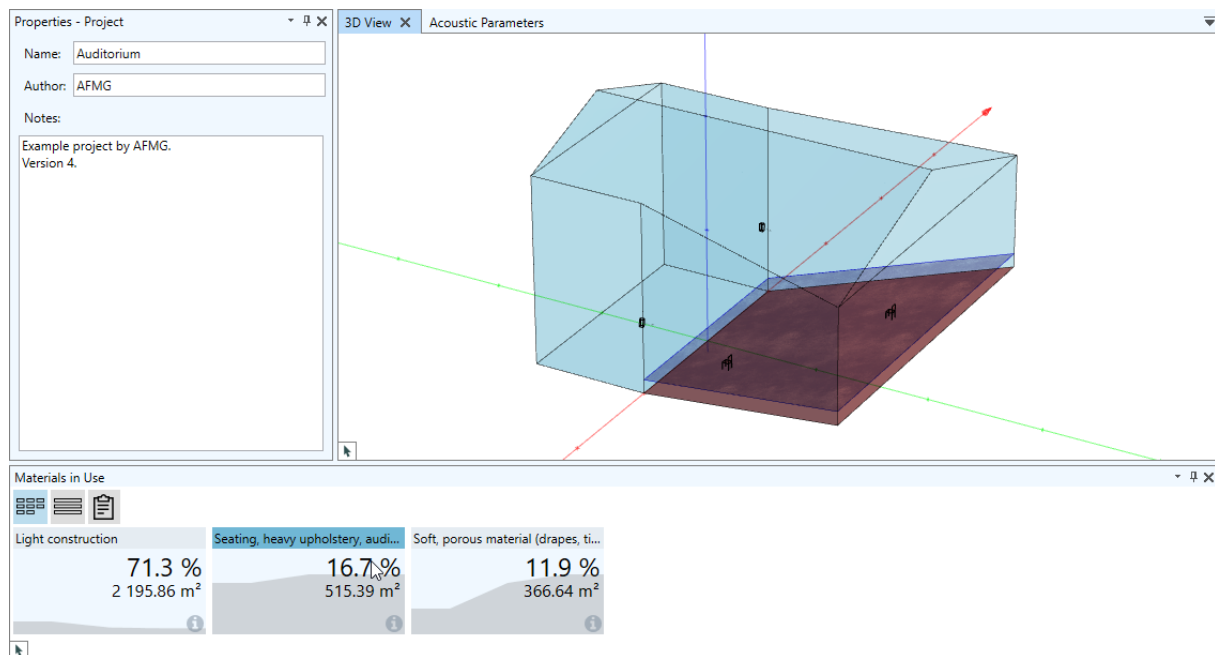 Properties - Project
Name: Auditorium
Author: AFMG
Notes:
Example project by AFMG.
Version 4.
3D View
Acoustic Parameters
Materials in Use
Light construction
71.3 %
2 195.86 m²
Seating, heavy upholstery, audi...
16.7 %
515.39 m²
Soft, porous material (drapes, ti...
11.9 %
366.64 m²